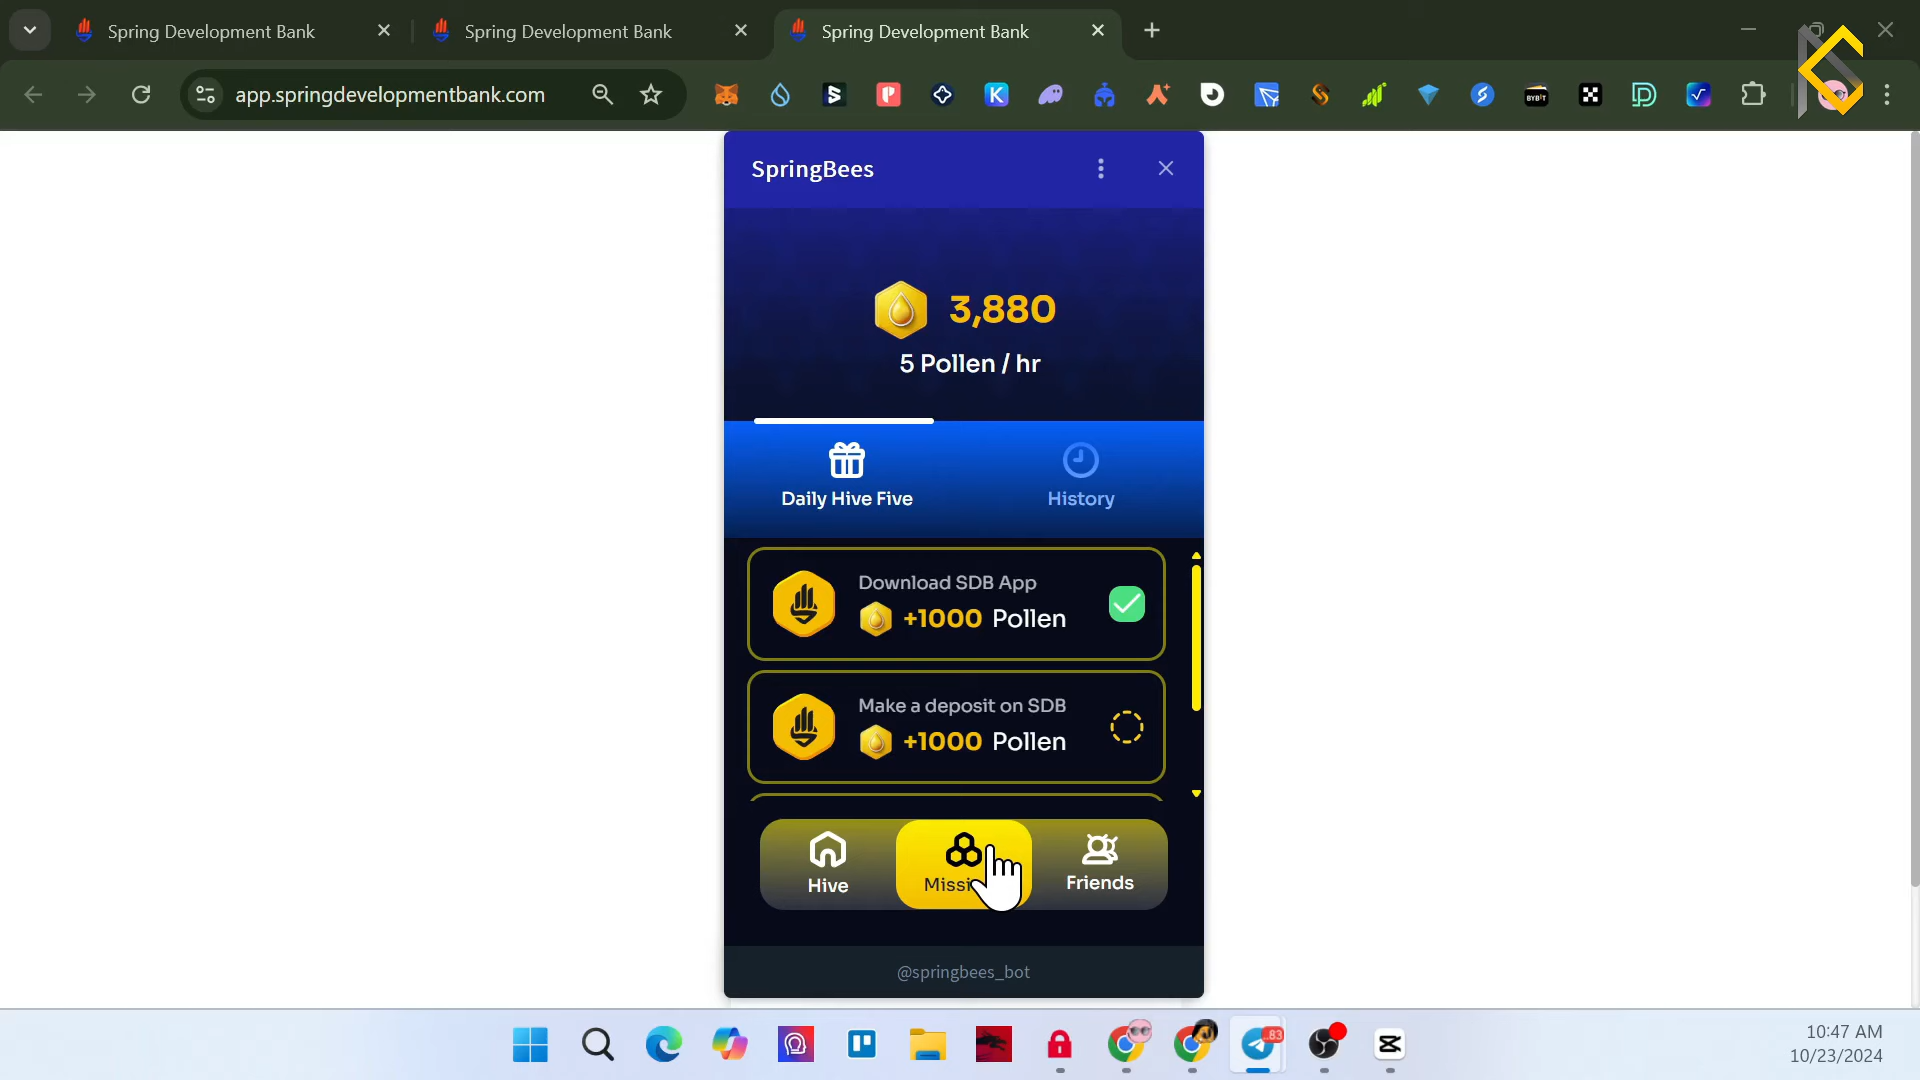 Spring Development Bank
Spring Development Bank
Spring Development Bank
app.springdevelopmentbank.com
SpringBees
3,880
5 Pollen / hr
Daily Hive Five
History
Download SDB App
+1000 Pollen
Make a deposit on SDB
+1000 Pollen
Hive
Friends
@springbees_bot
83
10:47 AM
10/23/2024